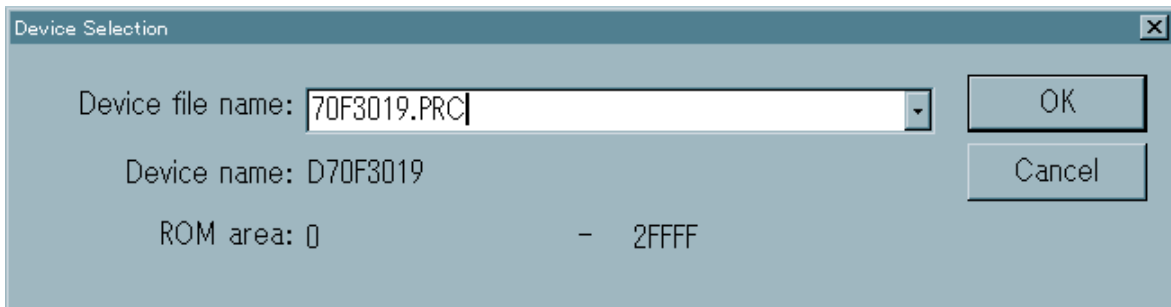 Device Selection
Device file name: 70F3019.PRC
OK
Device name: D70F3019
Cancel
ROM area: 0 - 2FFFF